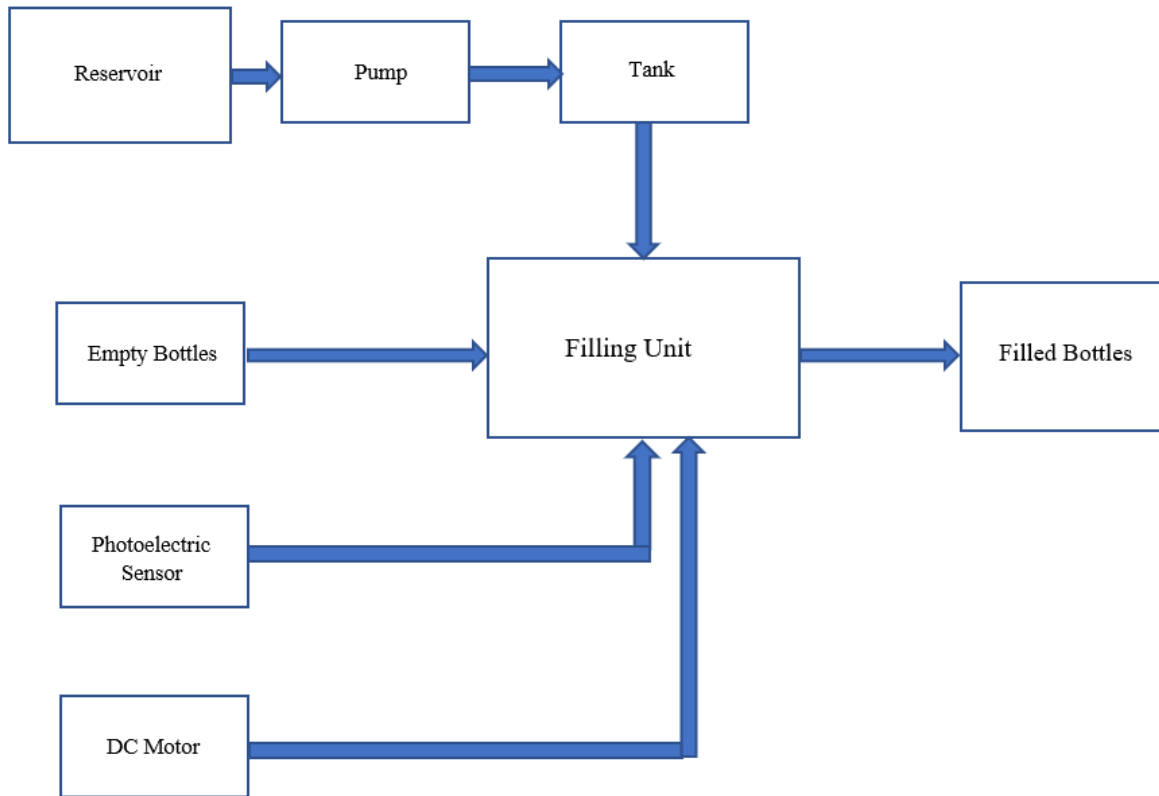 Reservoir
Pump
Tank
Empty Bottles
Filling Unit
Filled Bottles
Photoelectric
Sensor
DC Motor